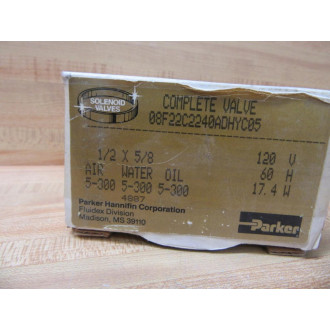 SOLENOID
VALVES
COMPLETE VALVE
08F22C2240ADHYC05
1/2 X 5/8 120 V
AIR WATER OIL 60 H
5-300 5-300 5-300 17.4 W
4887
Parker Hannifin Corporation
Fluidex Division
Madison, MS 39110
Parker